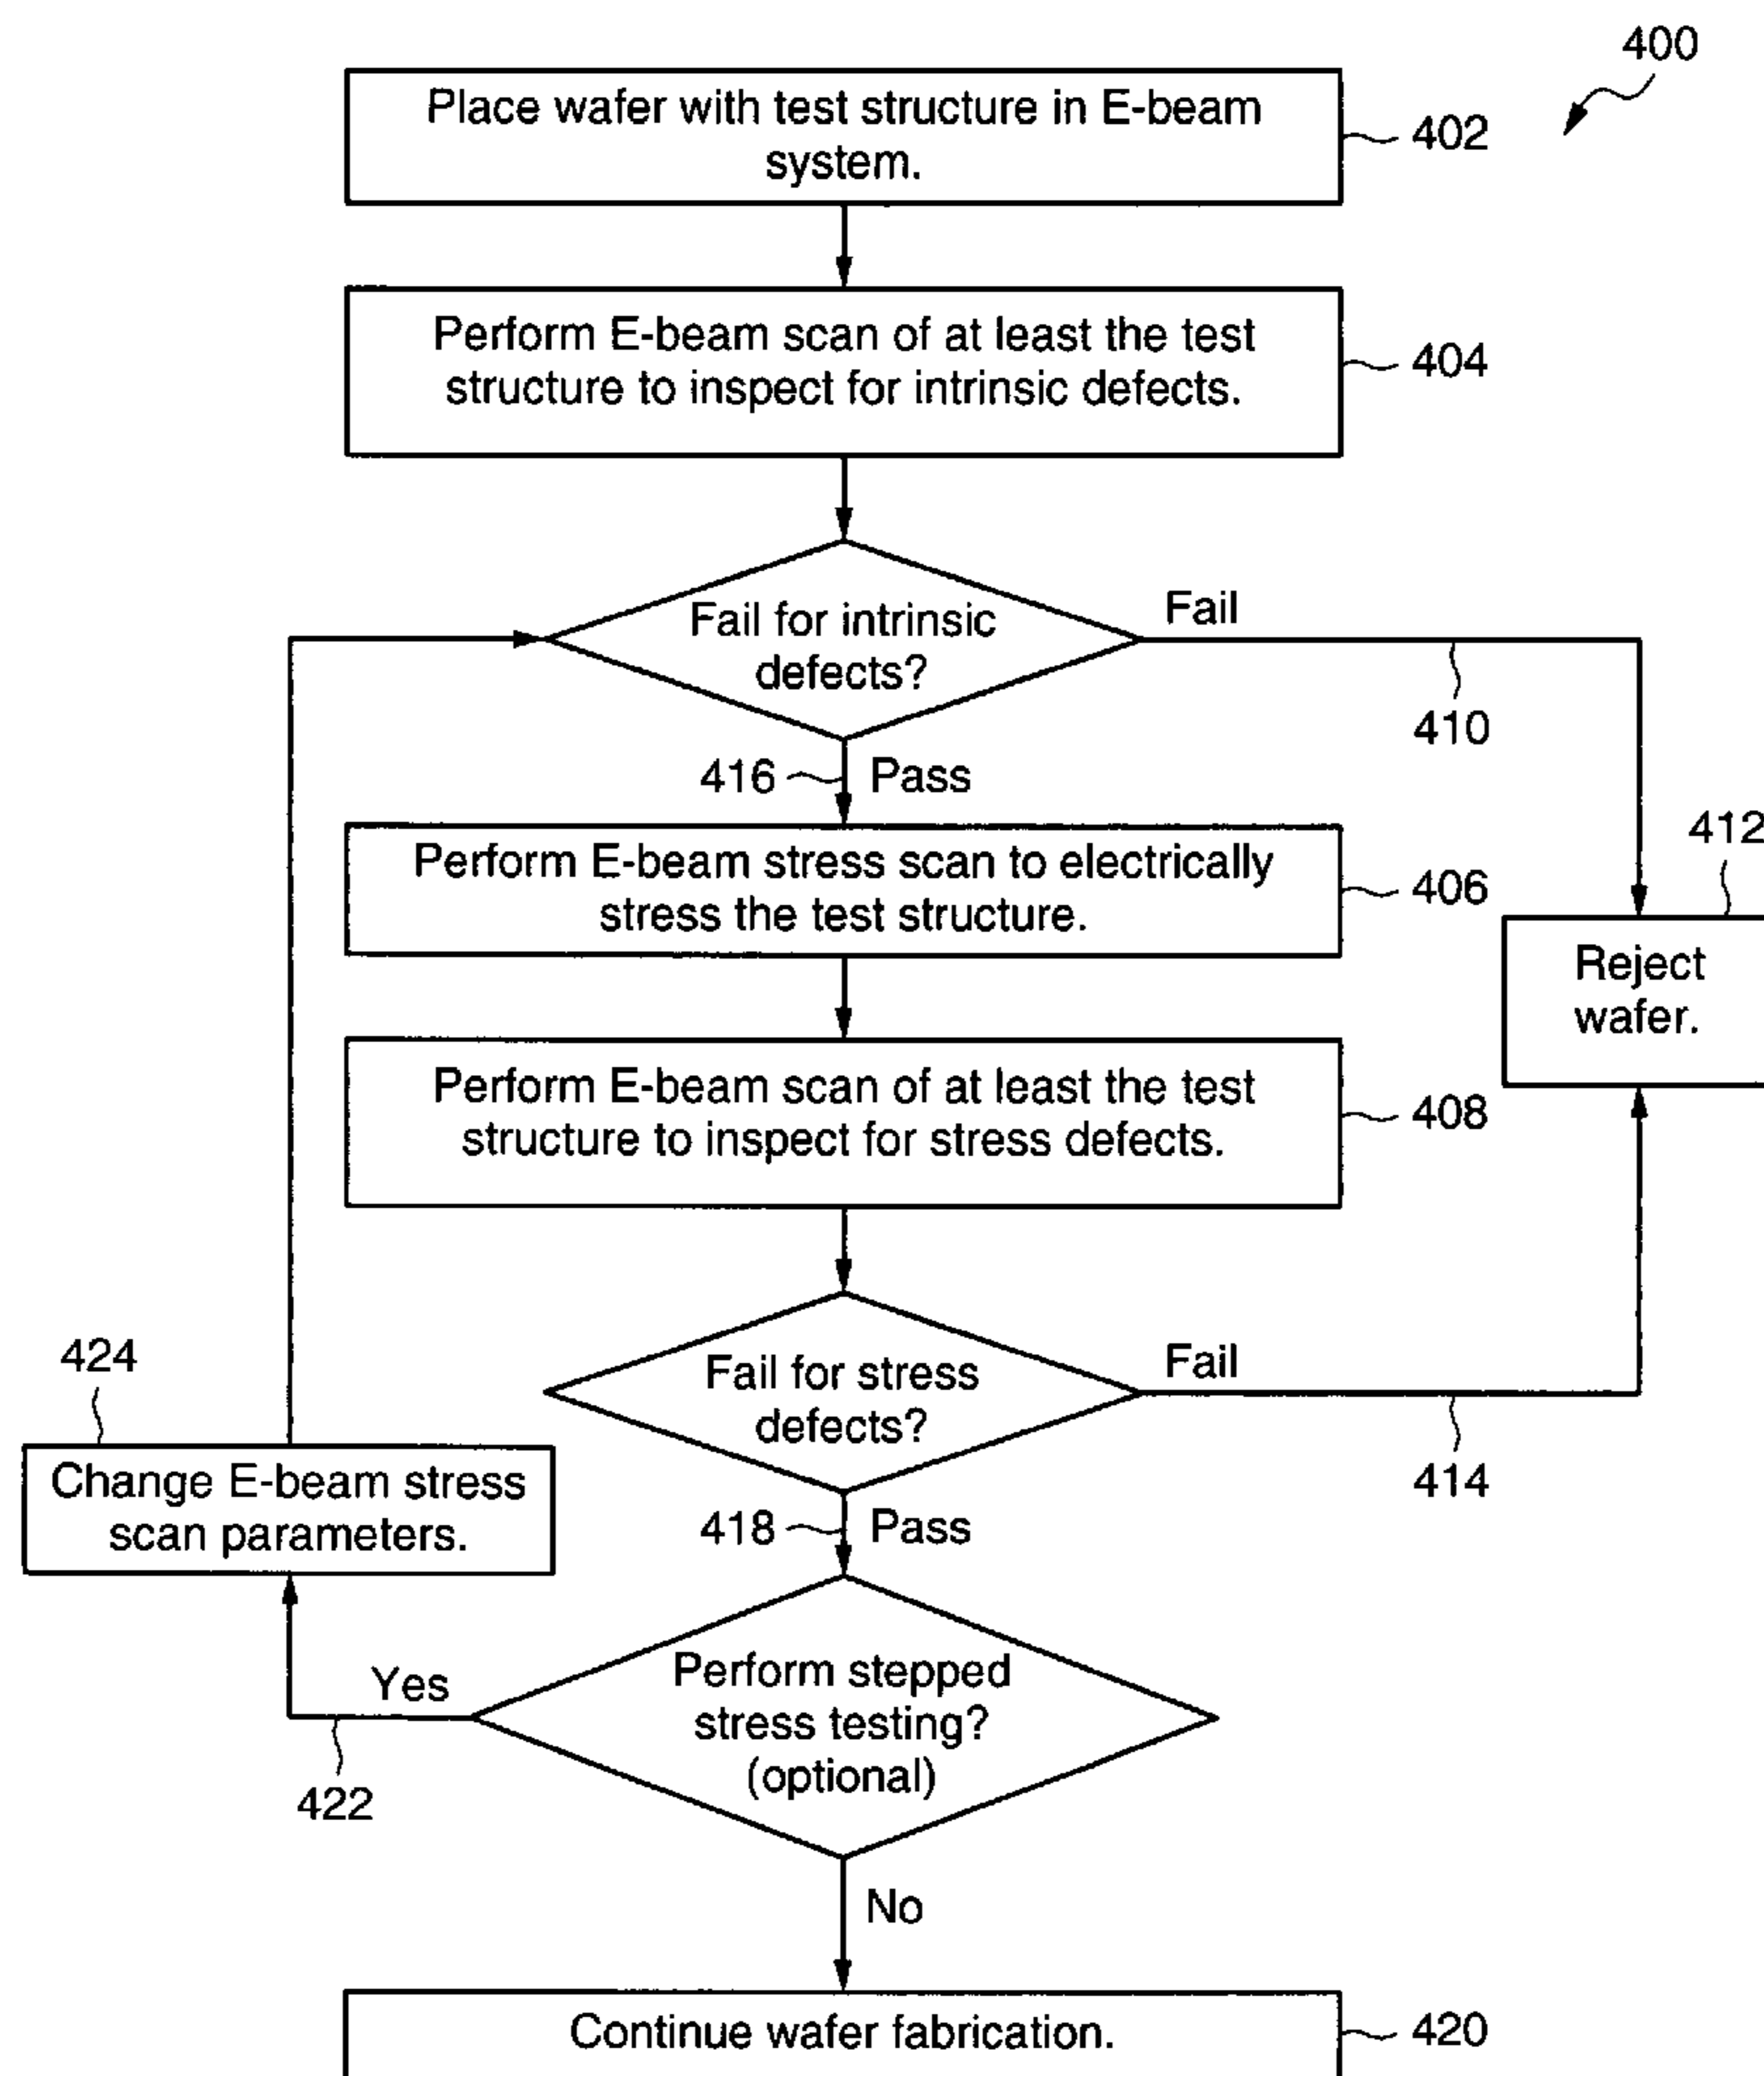 400
Place wafer with test structure in E-beam
system.
402
Perform E-beam scan of at least the test
structure to inspect for intrinsic defects.
404
Fail for intrinsic
defects?
Fail
410
416
Pass
412
Perform E-beam stress scan to electrically
stress the test structure.
406
Reject
wafer.
Perform E-beam scan of at least the test
structure to inspect for stress defects.
408
Fail for stress
defects?
Fail
414
424
Change E-beam stress
scan parameters.
418
Pass
Perform stepped
stress testing?
(optional)
Yes
422
No
Continue wafer fabrication.
420